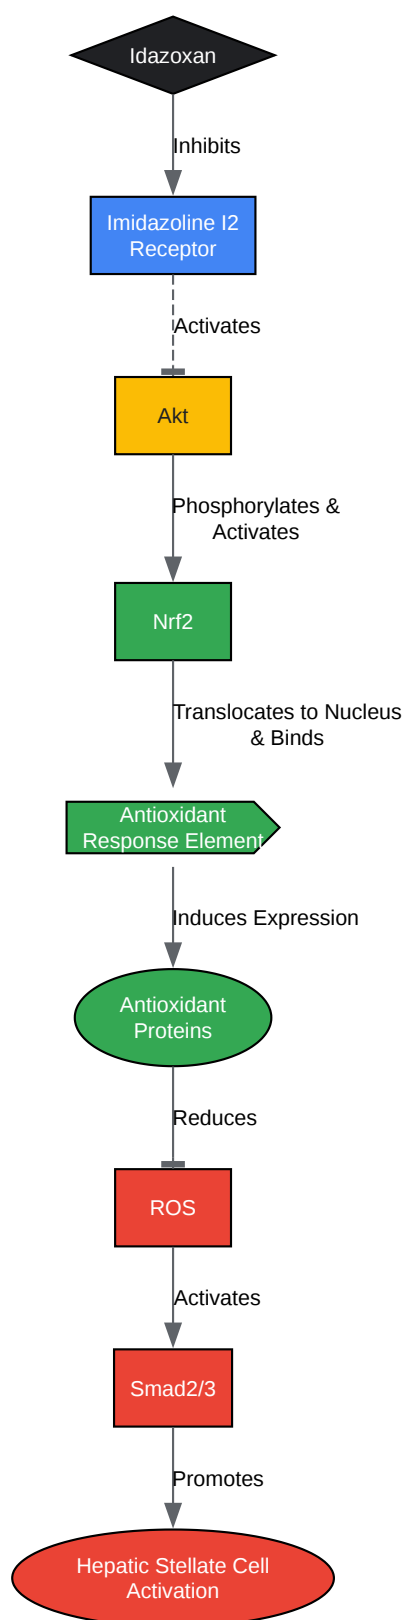 Idazoxan
Inhibits
Imidazoline I2
Receptor
Activates
Akt
Phosphorylates &
Activates
Nrf2
Translocates to Nucleus
& Binds
Antioxidant
Response Element
Induces Expression
Antioxidant
Proteins
Reduces
ROS
Activates
Smad2/3
Promotes
Hepatic Stellate Cell
Activation